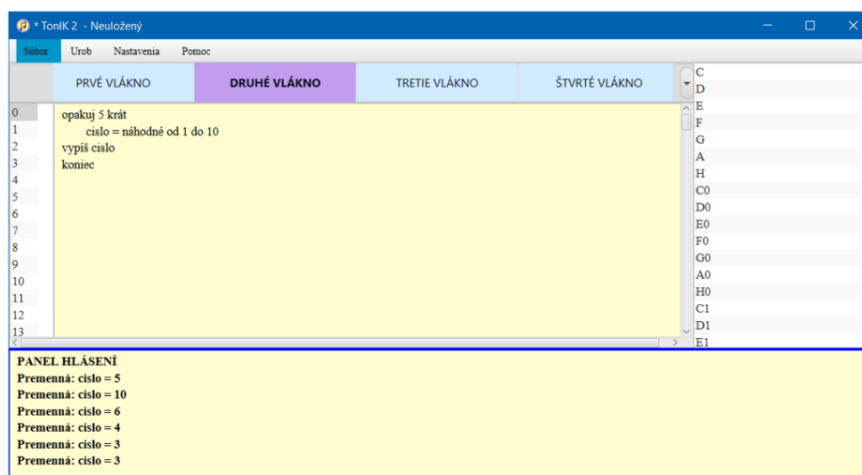 * TonIK 2 - Neuložený
Súbor Urob Nastavenia Pomoc
PRVÉ VLÁKNO DRUHÉ VLÁKNO TRETIE VLÁKNO ŠTVRTÉ VLÁKNO
0 opakuj 5 krát
1 cislo = náhodné od 1 do 10
2 vypíš cislo
3 koniec
4
5
6
7
8
9
10
11
12
13
C
D
E
F
G
A
H
C0
D0
E0
F0
G0
A0
H0
C1
D1
E1
PANEL HLÁSENÍ
Premenná: cislo = 5
Premenná: cislo = 10
Premenná: cislo = 6
Premenná: cislo = 4
Premenná: cislo = 3
Premenná: cislo = 3